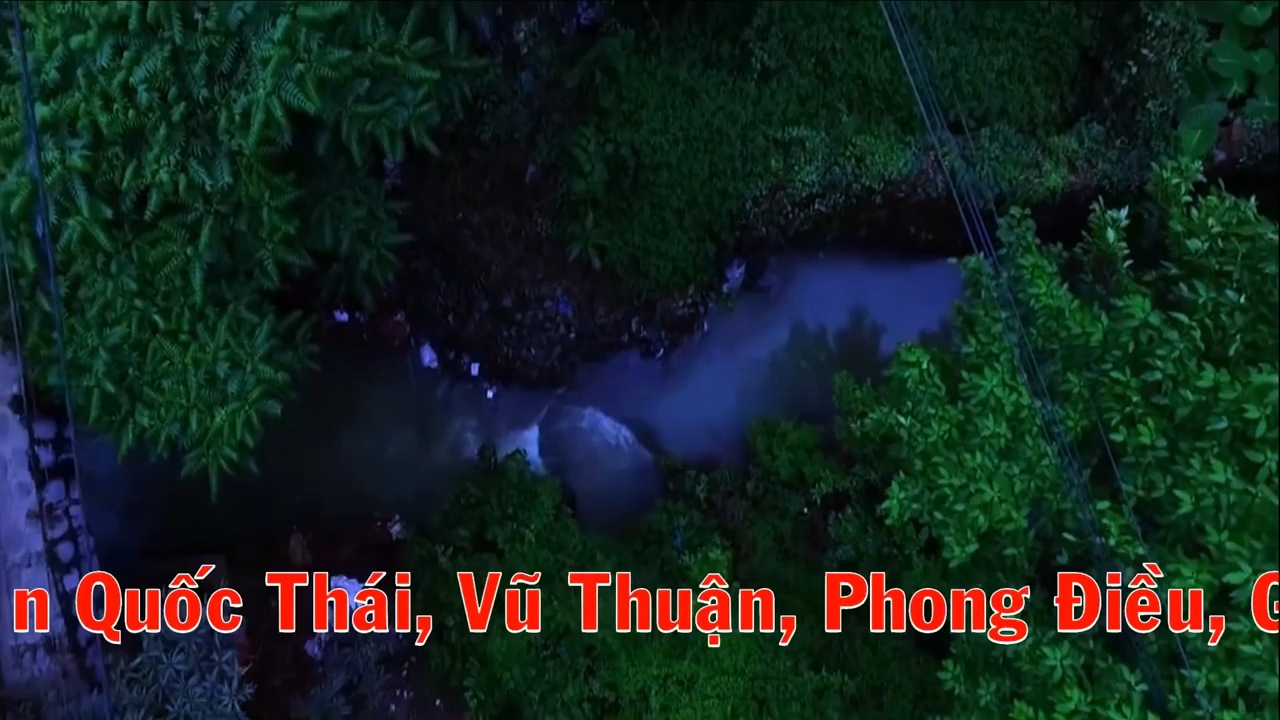 n Quốc Thái, Vũ Thuận, Phong Điều, G